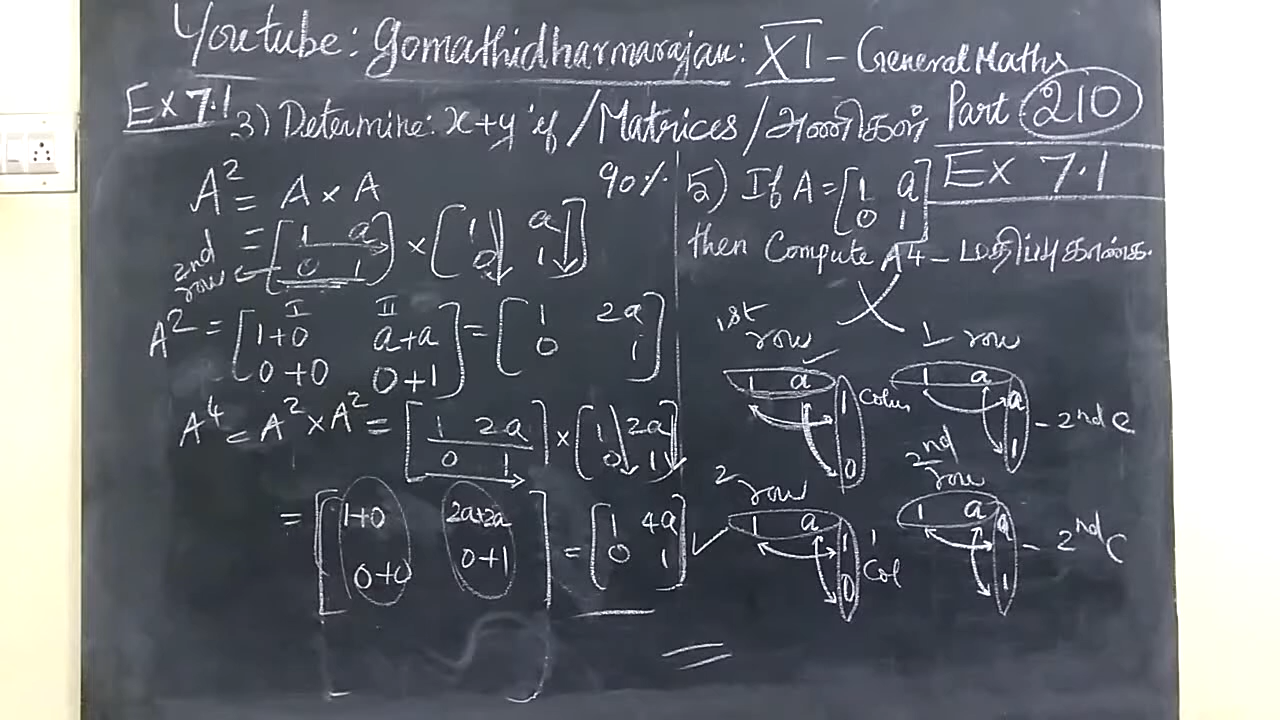 Youtube: Gomathidharmarajan: XI - General Maths
Ex 7.1 3) Determine: x+y if / Matrices / அணிகள் Part 210
Ex 7.1
A² = A × A 90%
= [1 a] × [1 a]
[0 1] [0 1]
2nd row
I II
A² = [1+0 a+a] = [1 2a]
[0+0 0+1] [0 1]
A⁴ = A² × A² = [1 2a] × [1 2a]
[0 1] [0 1]
= [1+0 2a+2a] = [1 4a]
[0+0 0+1] [0 1]
5) If A = [1 a]
[0 1]
then Compute A4 - மதிப்பு காண்க.
1st row
1 a
1
0
1 row
1 a
a
1
- 2nd C
2 row
1 a
1
0
1 Col
2nd row
1 a
a
1
- 2nd C